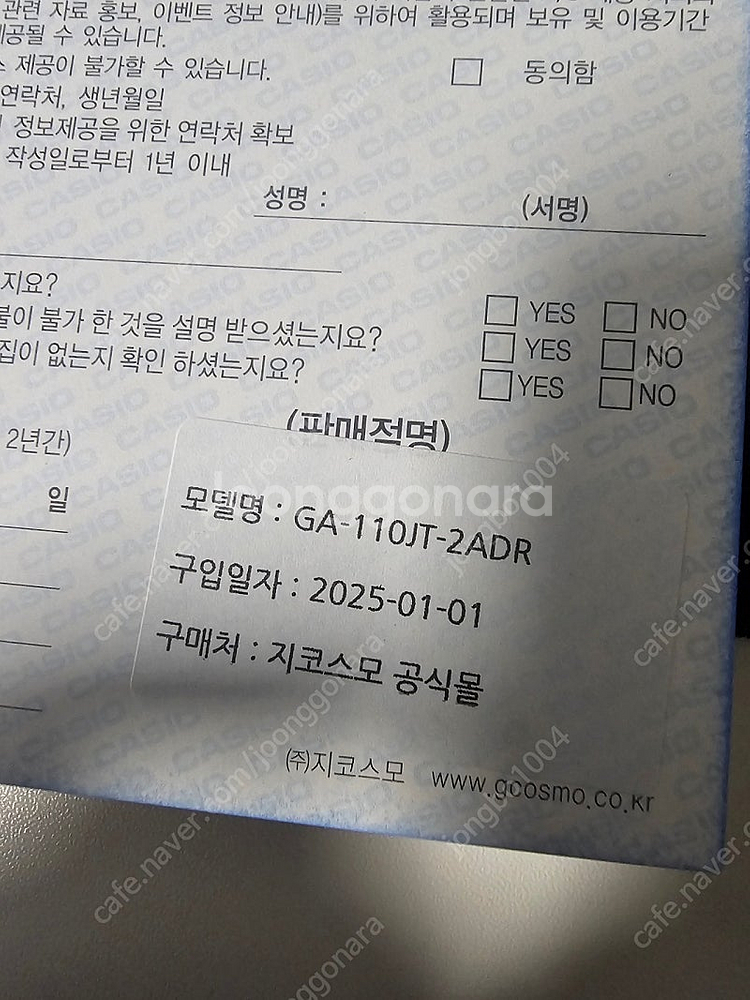 관련 자료 홍보, 이벤트 정보 안내)를 위하여 활용되며 보유 및 이용기간
제공될 수 있습니다.
스 제공이 불가할 수 있습니다.
동의함
연락처, 생년월일
정보제공을 위한 연락처 확보
작성일로부터 1년 이내
성명 : (서명)
지요?
YES NO
불이 불가 한 것을 설명 받으셨는지요?
YES NO
집이 없는지 확인 하셨는지요?
YES NO
(판매점명)
2년간)
일
Joonggonara
모델명 : GA-110JT-2ADR
구입일자 : 2025-01-01
구매처 : 지코스모 공식몰
(주)지코스모 www.gcosmo.co.kr
cafe.naver.com/joonggonara